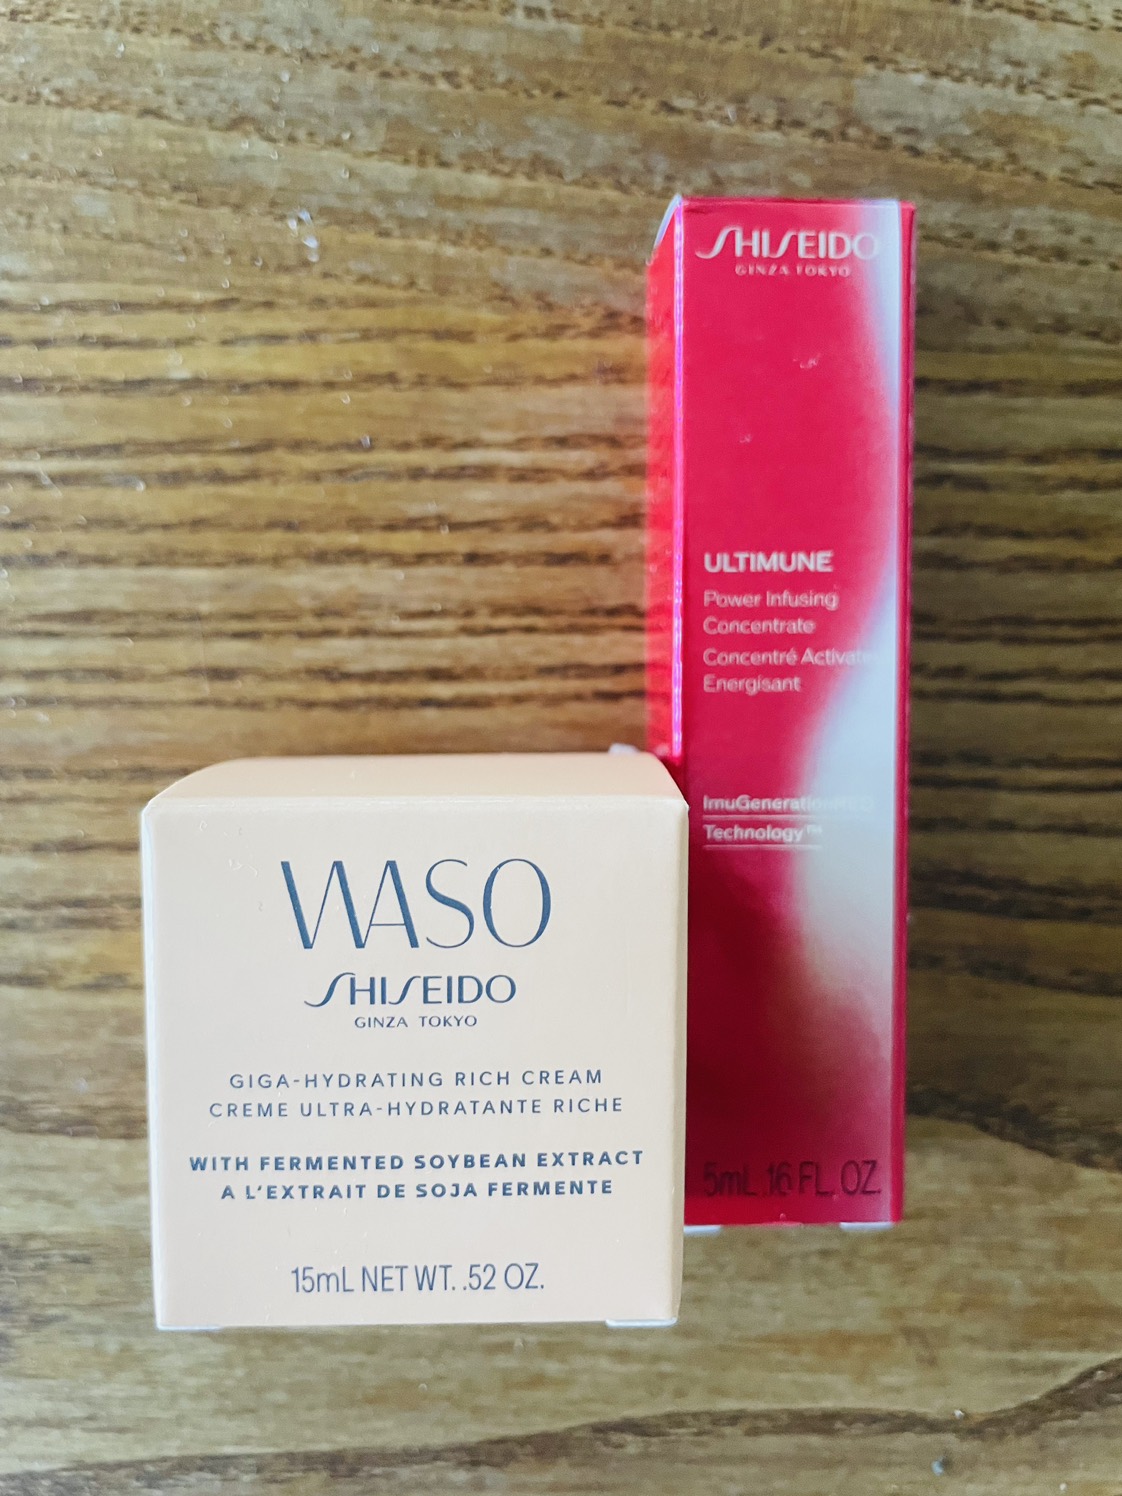 SHISEIDO
GINZA TOKYO
ULTIMUNE
Power Infusing
Concentrate
Concentré
Energisant
Technology™
5mL .16 FL. OZ.
WASO
SHISEIDO
GINZA TOKYO
GIGA-HYDRATING RICH CREAM
CREME ULTRA-HYDRATANTE RICHE
WITH FERMENTED SOYBEAN EXTRACT
A L'EXTRAIT DE SOJA FERMENTE
15mL NET WT. .52 OZ.